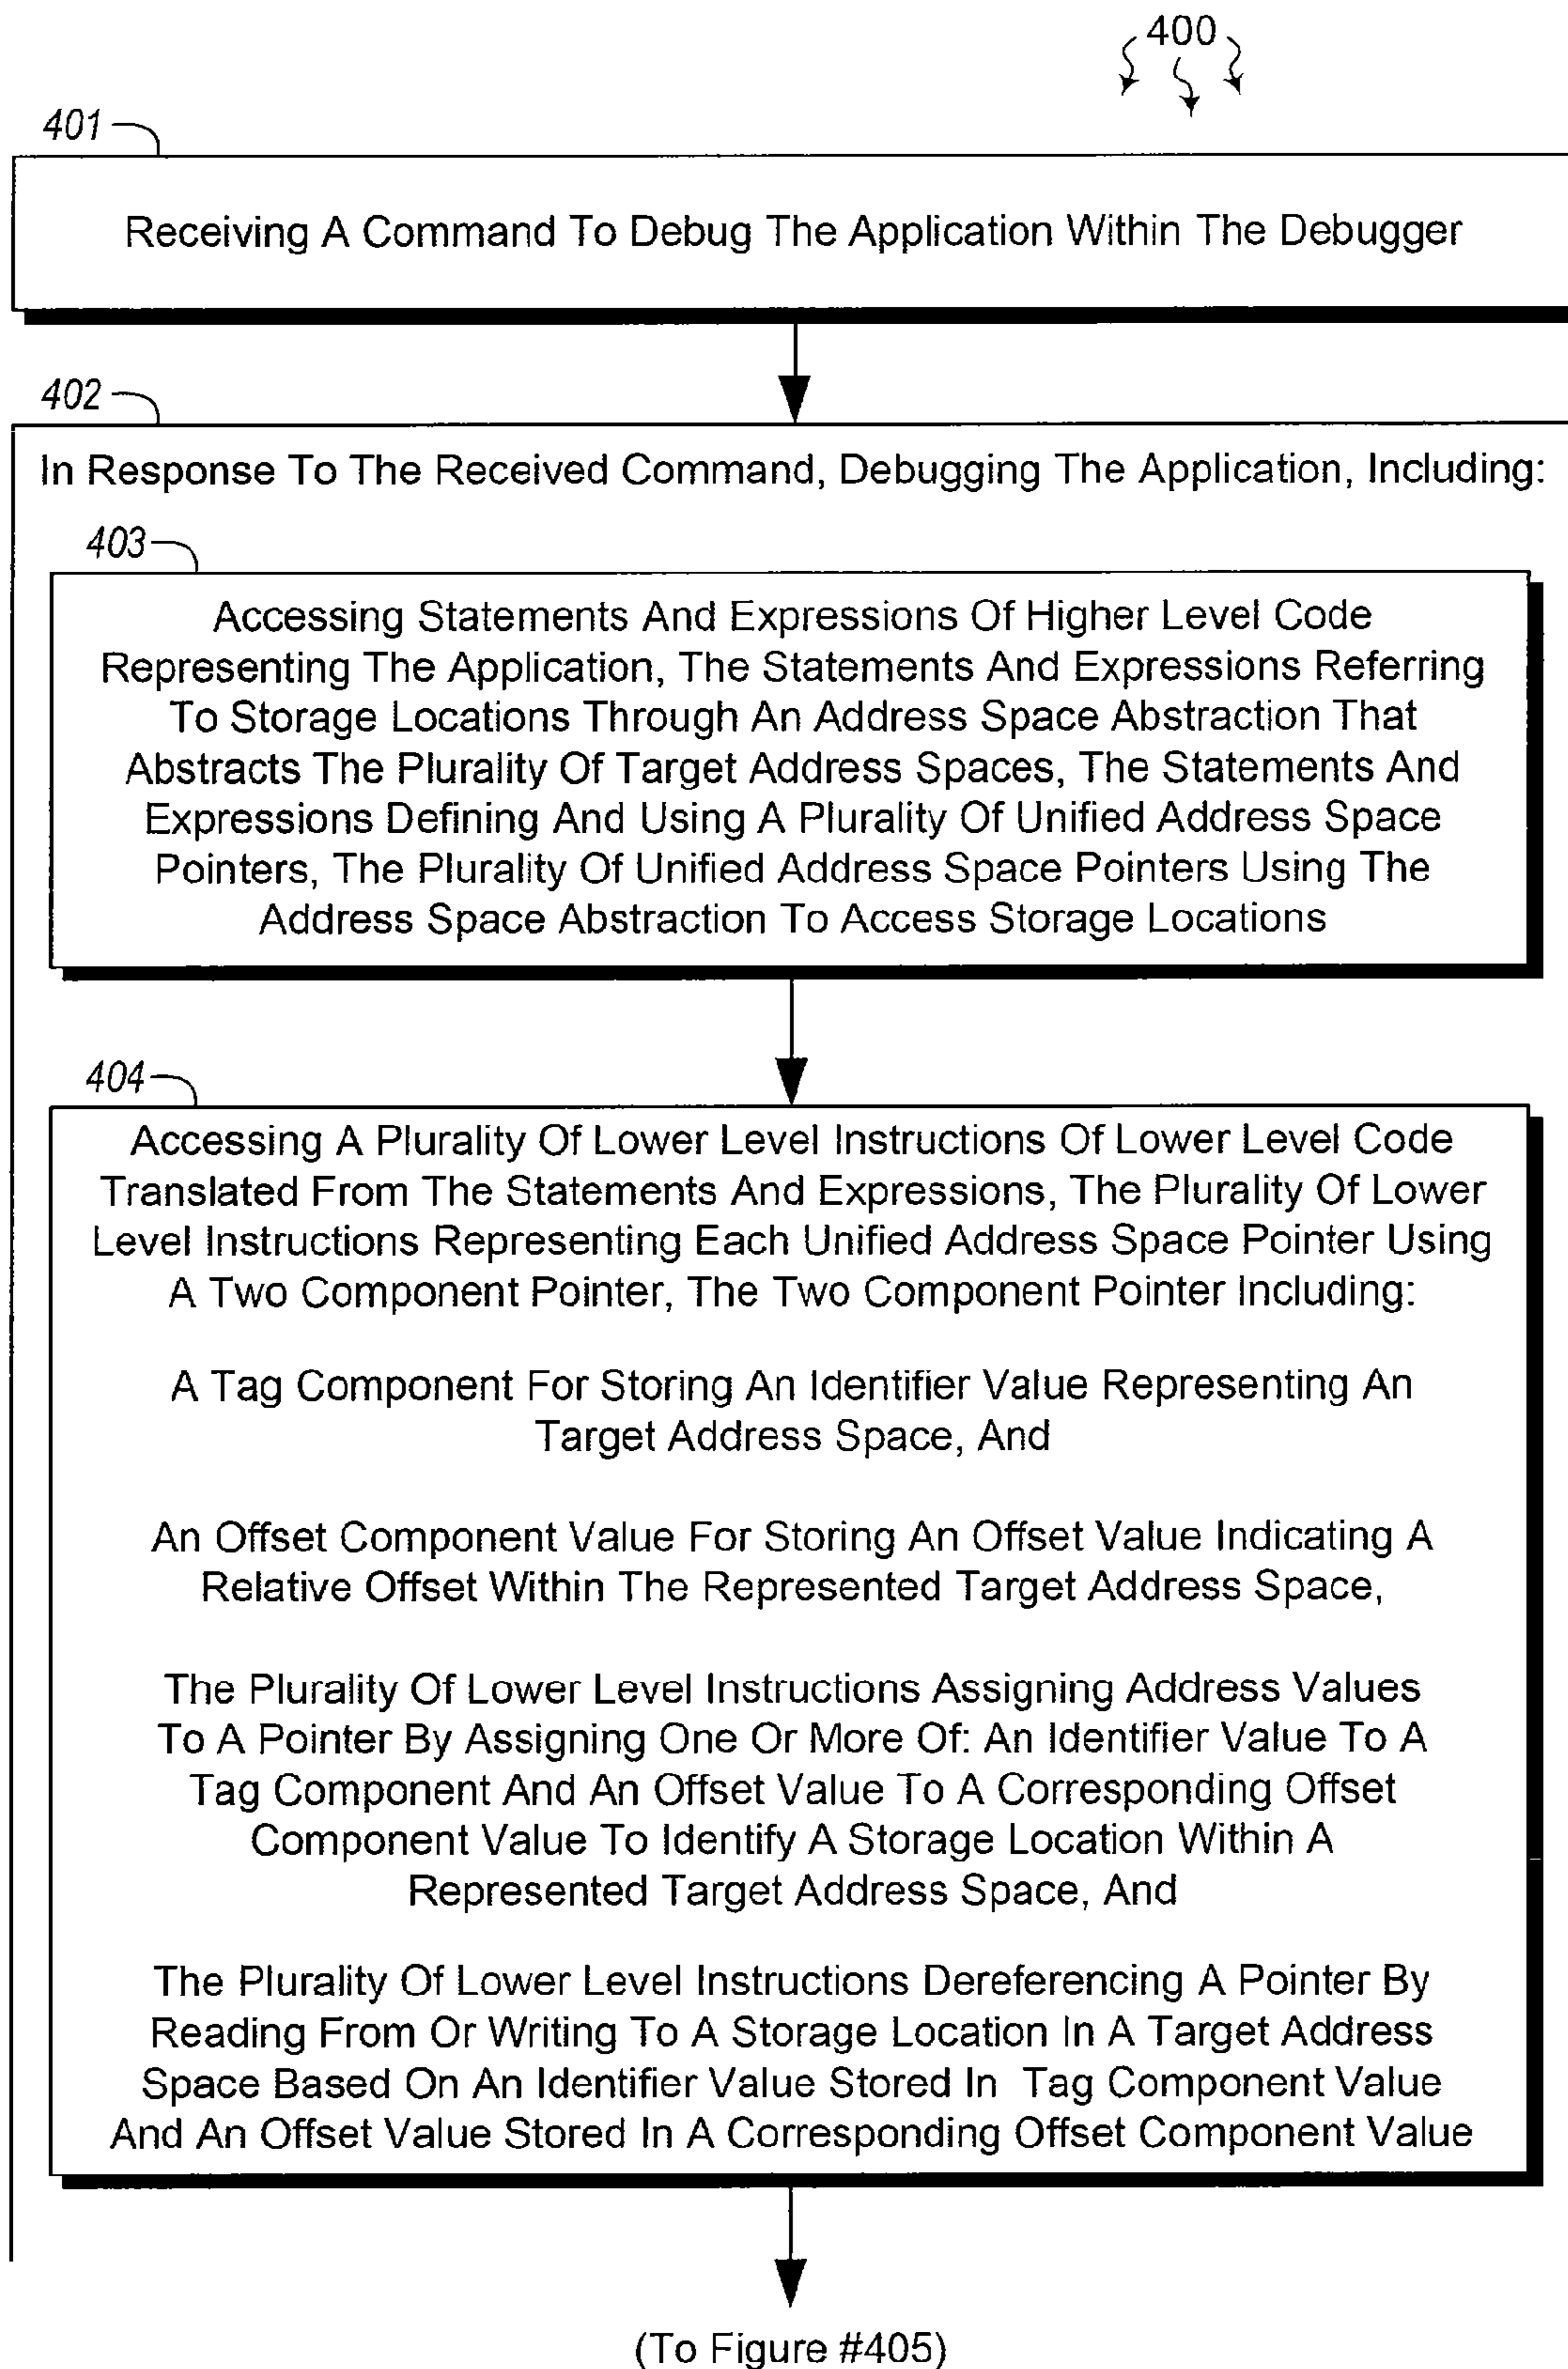 400
401
Receiving A Command To Debug The Application Within The Debugger
402
In Response To The Received Command, Debugging The Application, Including:
403
Accessing Statements And Expressions Of Higher Level Code
Representing The Application, The Statements And Expressions Referring
To Storage Locations Through An Address Space Abstraction That
Abstracts The Plurality Of Target Address Spaces, The Statements And
Expressions Defining And Using A Plurality Of Unified Address Space
Pointers, The Plurality Of Unified Address Space Pointers Using The
Address Space Abstraction To Access Storage Locations
404
Accessing A Plurality Of Lower Level Instructions Of Lower Level Code
Translated From The Statements And Expressions, The Plurality Of Lower
Level Instructions Representing Each Unified Address Space Pointer Using
A Two Component Pointer, The Two Component Pointer Including:
A Tag Component For Storing An Identifier Value Representing An
Target Address Space, And
An Offset Component Value For Storing An Offset Value Indicating A
Relative Offset Within The Represented Target Address Space,
The Plurality Of Lower Level Instructions Assigning Address Values
To A Pointer By Assigning One Or More Of: An Identifier Value To A
Tag Component And An Offset Value To A Corresponding Offset
Component Value To Identify A Storage Location Within A
Represented Target Address Space, And
The Plurality Of Lower Level Instructions Dereferencing A Pointer By
Reading From Or Writing To A Storage Location In A Target Address
Space Based On An Identifier Value Stored In Tag Component Value
And An Offset Value Stored In A Corresponding Offset Component Value
(To Figure #405)